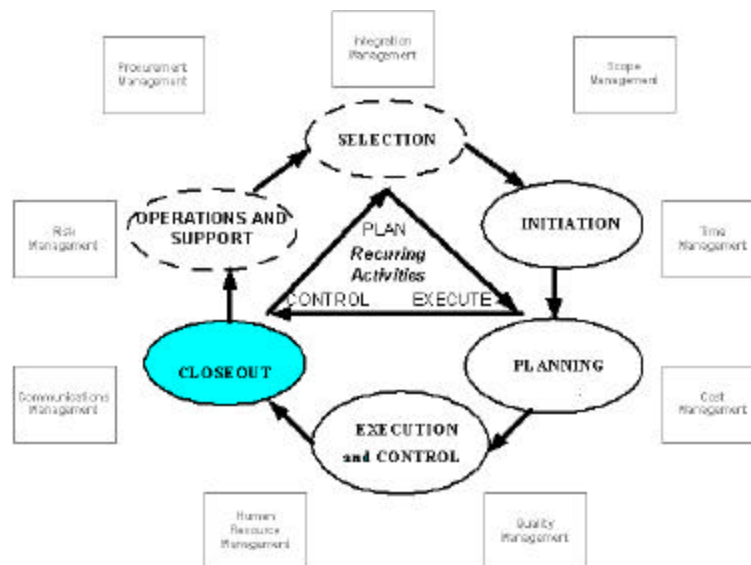 Integration
Management
Procurement
Management
Scope
Management
SELECTION
OPERATIONS AND
SUPPORT
INITIATION
Risk
Management
Time
Management
PLAN
Recurring
Activities
CONTROL
EXECUTE
CLOSEOUT
PLANNING
Communications
Management
Cost
Management
EXECUTION
and CONTROL
Human
Resource
Management
Quality
Management